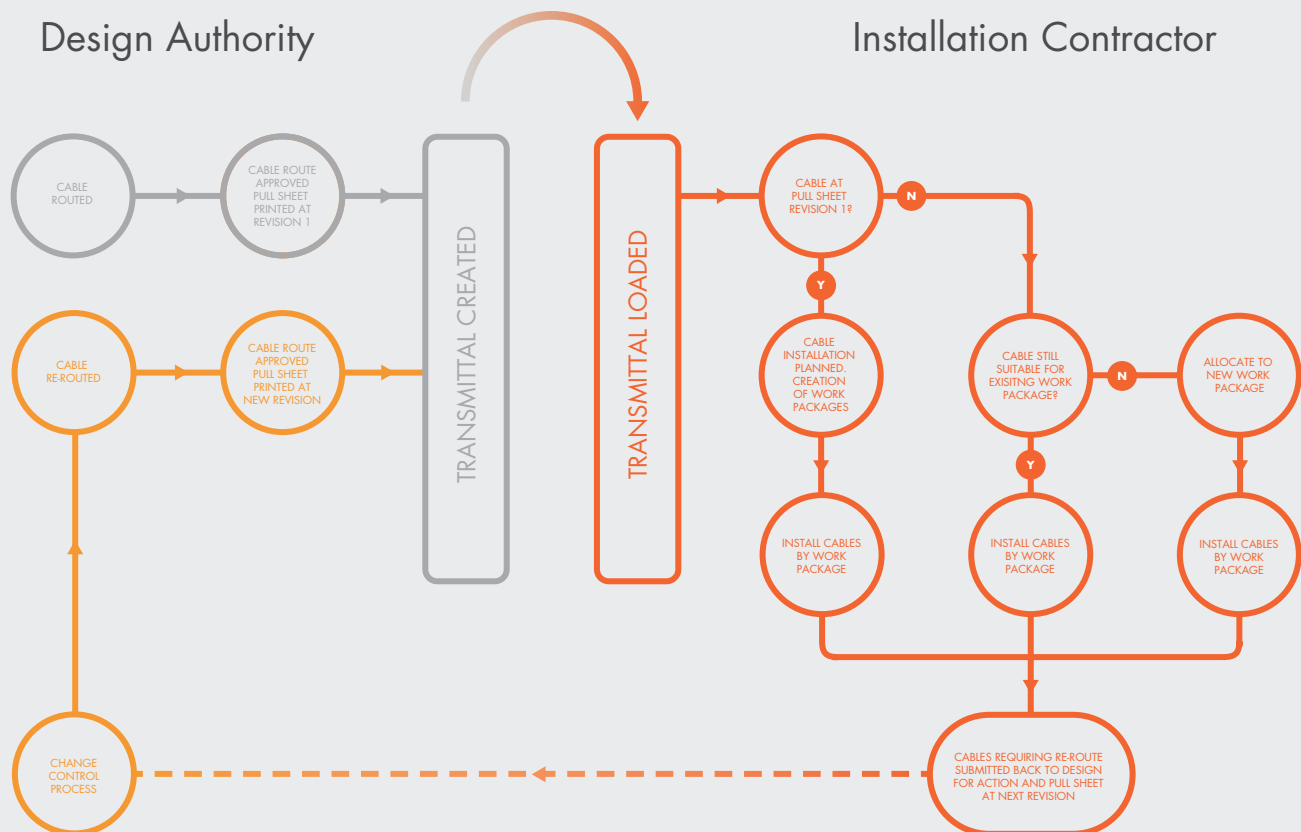 Design Authority
Installation Contractor
CABLE
ROUTED
CABLE ROUTE
APPROVED
PULL SHEET
PRINTED AT
REVISION 1
TRANSMITTAL CREATED
TRANSMITTAL LOADED
CABLE AT
PULL SHEET
REVISION 1?
N
Y
CABLE
RE-ROUTED
CABLE ROUTE
APPROVED
PULL SHEET
PRINTED AT
NEW REVISION
CABLE
INSTALLATION
PLANNED.
CREATION
OF WORK
PACKAGES
CABLE STILL
SUITABLE FOR
EXISITNG WORK
PACKAGE?
N
ALLOCATE TO
NEW WORK
PACKAGE
Y
INSTALL CABLES
BY WORK
PACKAGE
INSTALL CABLES
BY WORK
PACKAGE
INSTALL CABLES
BY WORK
PACKAGE
CHANGE
CONTROL
PROCESS
CABLES REQUIRING RE-ROUTE
SUBMITTED BACK TO DESIGN
FOR ACTION AND PULL SHEET
AT NEXT REVISION